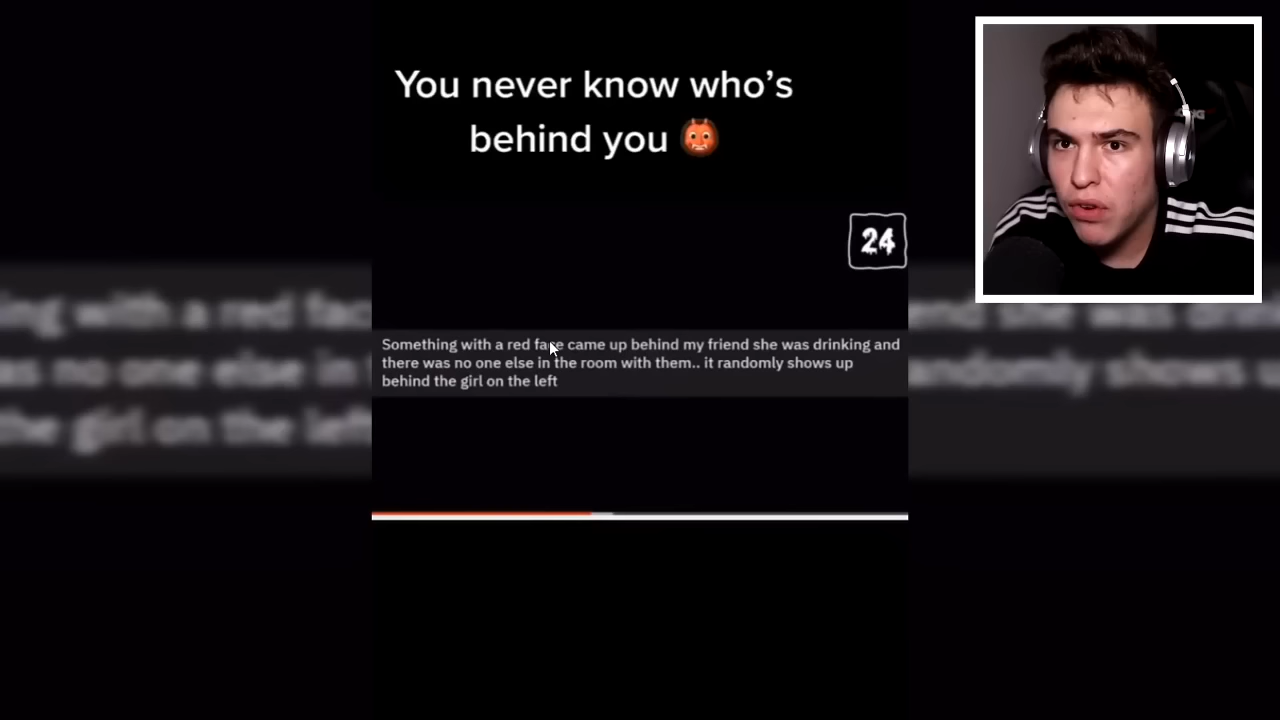 You never know who's
behind you 👹
24
Something with a red face came up behind my friend she was drinking and
there was no one else in the room with them.. it randomly shows up
behind the girl on the left